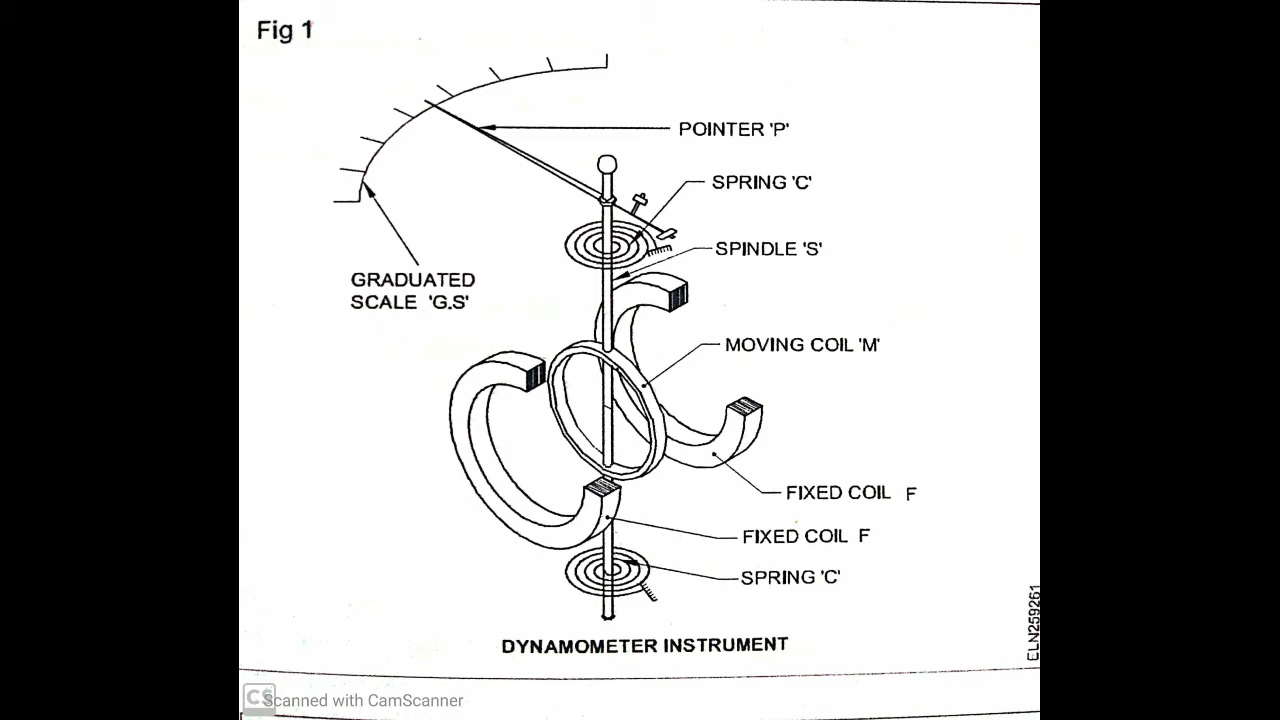 Fig 1
POINTER 'P'
SPRING 'C'
SPINDLE 'S'
GRADUATED
SCALE 'G.S'
MOVING COIL 'M'
FIXED COIL F
FIXED COIL F
SPRING 'C'
DYNAMOMETER INSTRUMENT
ELN259261
CS Scanned with CamScanner